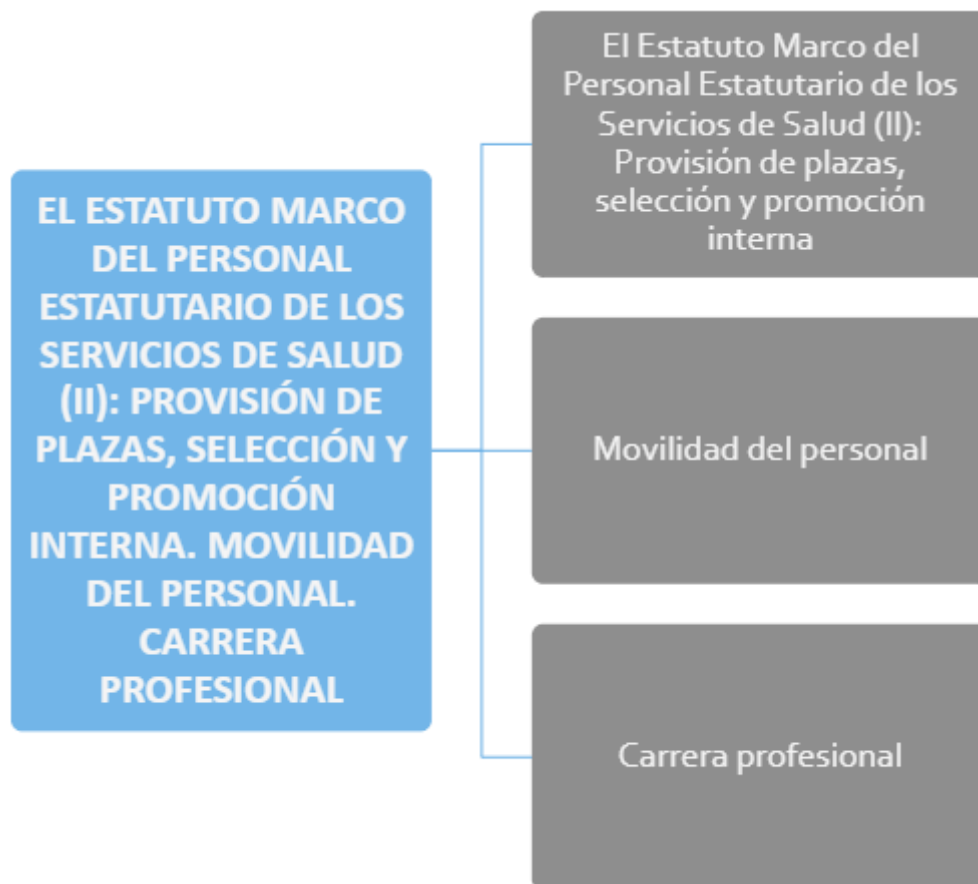 EL ESTATUTO MARCO
DEL PERSONAL
ESTATUTARIO DE LOS
SERVICIOS DE SALUD
(II): PROVISIÓN DE
PLAZAS, SELECCIÓN Y
PROMOCIÓN
INTERNA. MOVILIDAD
DEL PERSONAL.
CARRERA
PROFESIONAL
El Estatuto Marco del
Personal Estatutario de los
Servicios de Salud (II):
Provisión de plazas,
selección y promoción
interna
Movilidad del personal
Carrera profesional